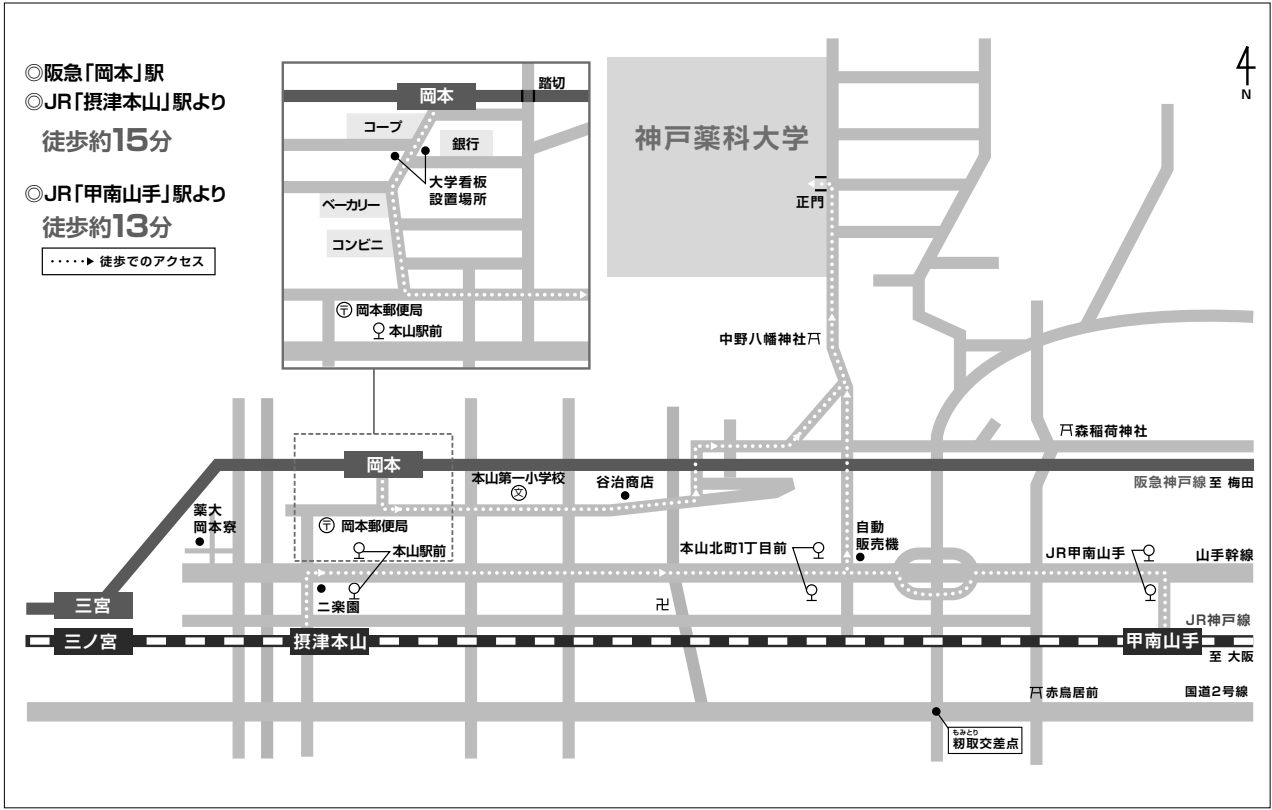 ◎阪急「岡本」駅
◎JR「摂津本山」駅より
徒歩約15分
◎JR「甲南山手」駅より
徒歩約13分
徒歩でのアクセス
岡本
踏切
コープ
銀行
大学看板
設置場所
ベーカリー
コンビニ
〒岡本郵便局
本山駅前
神戸薬科大学
正門
N
中野八幡神社
森稲荷神社
岡本
本山第一小学校
文
谷治商店
阪急神戸線 至 梅田
薬大
岡本寮
〒岡本郵便局
本山駅前
本山北町1丁目前
自動
販売機
JR甲南山手
山手幹線
二楽園
卍
三宮
JR神戸線
三ノ宮
摂津本山
甲南山手
至 大阪
赤鳥居前
国道2号線
もみとり
籾取交差点